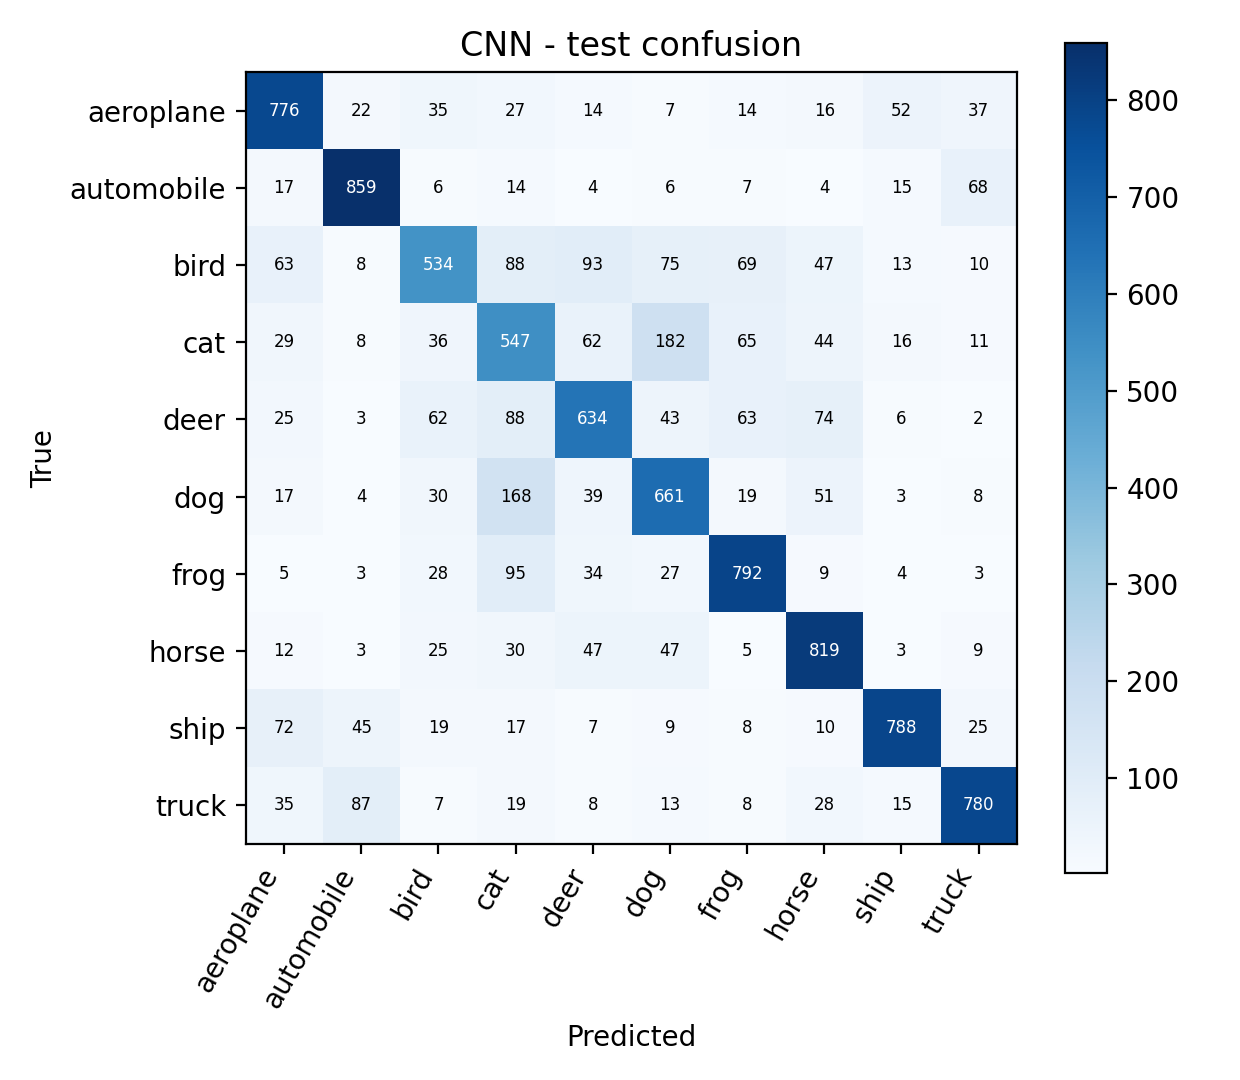 CNN - test confusion
aeroplane 776 22 35 27 14 7 14 16 52 37
automobile 17 859 6 14 4 6 7 4 15 68
bird 63 8 534 88 93 75 69 47 13 10
cat 29 8 36 547 62 182 65 44 16 11
deer 25 3 62 88 634 43 63 74 6 2
dog 17 4 30 168 39 661 19 51 3 8
frog 5 3 28 95 34 27 792 9 4 3
horse 12 3 25 30 47 47 5 819 3 9
ship 72 45 19 17 7 9 8 10 788 25
truck 35 87 7 19 8 13 8 28 15 780
True
aeroplane automobile bird cat deer dog frog horse ship truck
Predicted
800
700
600
500
400
300
200
100